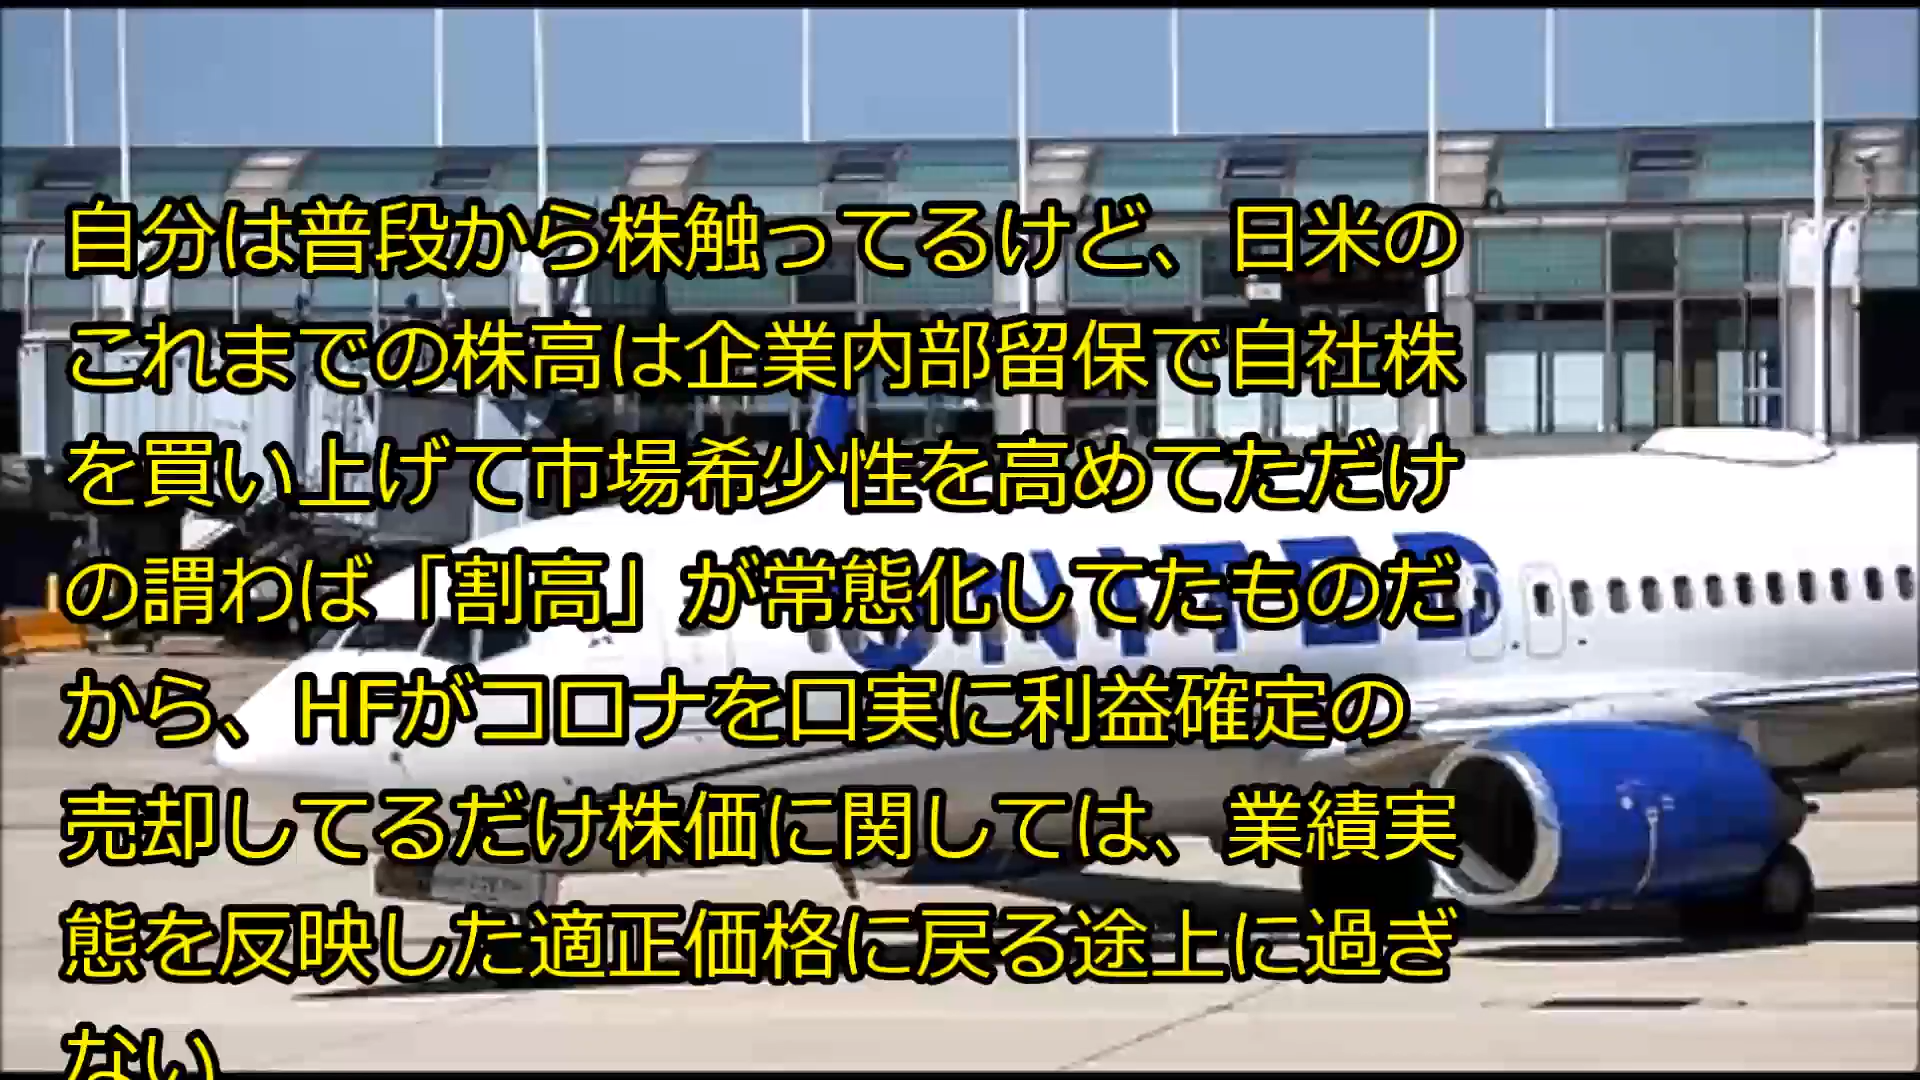 自分は普段から株触ってるけど、日米の
これまでの株高は企業内部留保で自社株
を買い上げて市場希少性を高めてただけ
の謂わば「割高」が常態化してたものだ
から、HFがコロナを口実に利益確定の
売却してるだけ株価に関しては、業績実
態を反映した適正価格に戻る途上に過ぎ
ない
UNITED